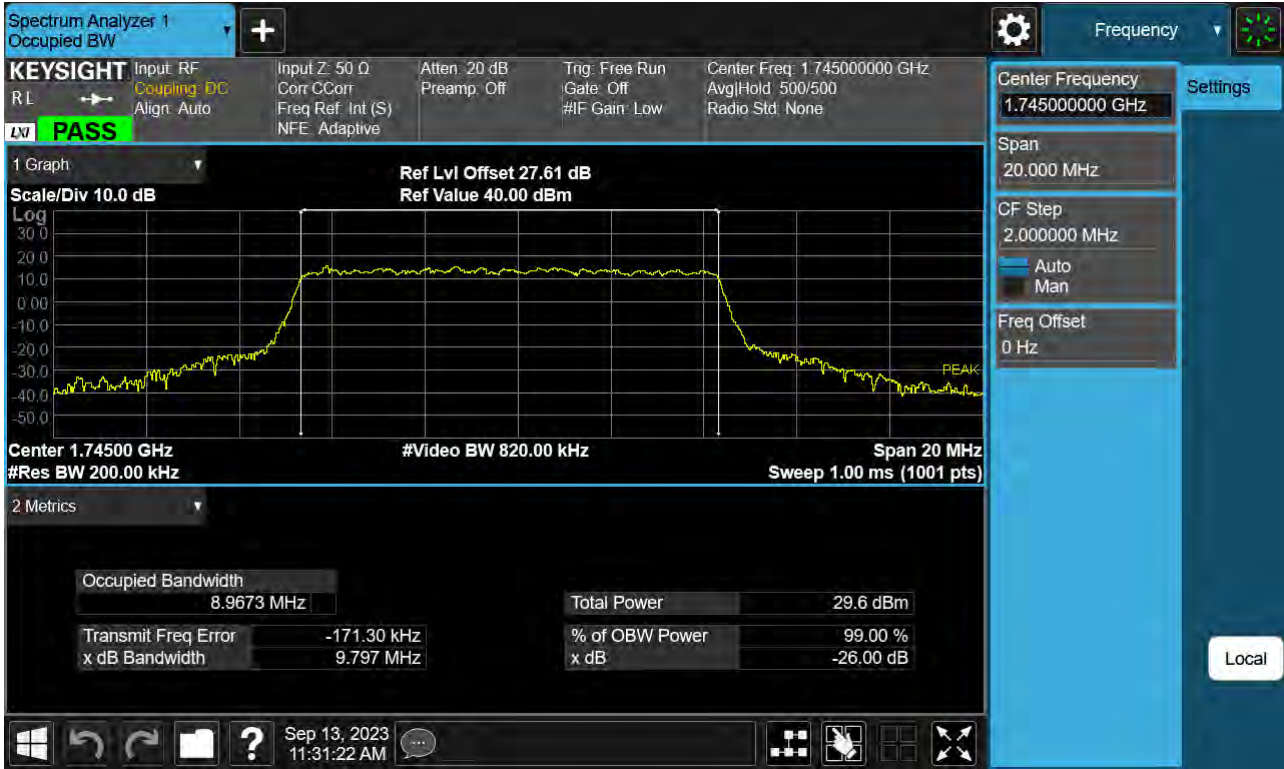 Spectrum Analyzer 1
Occupied BW
Frequency
KEYSIGHT
R L
LXI
PASS
Input: RF
Coupling: DC
Align: Auto
Input Z: 50 Ω
Corr CCorr
Freq Ref: Int (S)
NFE: Adaptive
Atten: 20 dB
Preamp: Off
Trig: Free Run
Gate: Off
#IF Gain: Low
Center Freq: 1.745000000 GHz
Avg|Hold: 500/500
Radio Std: None
Center Frequency
1.745000000 GHz
Settings
Span
20.000 MHz
CF Step
2.000000 MHz
Auto
Man
Freq Offset
0 Hz
1 Graph
Scale/Div 10.0 dB
Ref Lvl Offset 27.61 dB
Ref Value 40.00 dBm
Log
30.0
20.0
10.0
0.00
-10.0
-20.0
-30.0
-40.0
-50.0
PEAK
Center 1.74500 GHz
#Video BW 820.00 kHz
Span 20 MHz
#Res BW 200.00 kHz
Sweep 1.00 ms (1001 pts)
2 Metrics
Occupied Bandwidth
8.9673 MHz
Total Power 29.6 dBm
Transmit Freq Error -171.30 kHz
% of OBW Power 99.00 %
x dB Bandwidth 9.797 MHz
x dB -26.00 dB
Local
?
Sep 13, 2023
11:31:22 AM